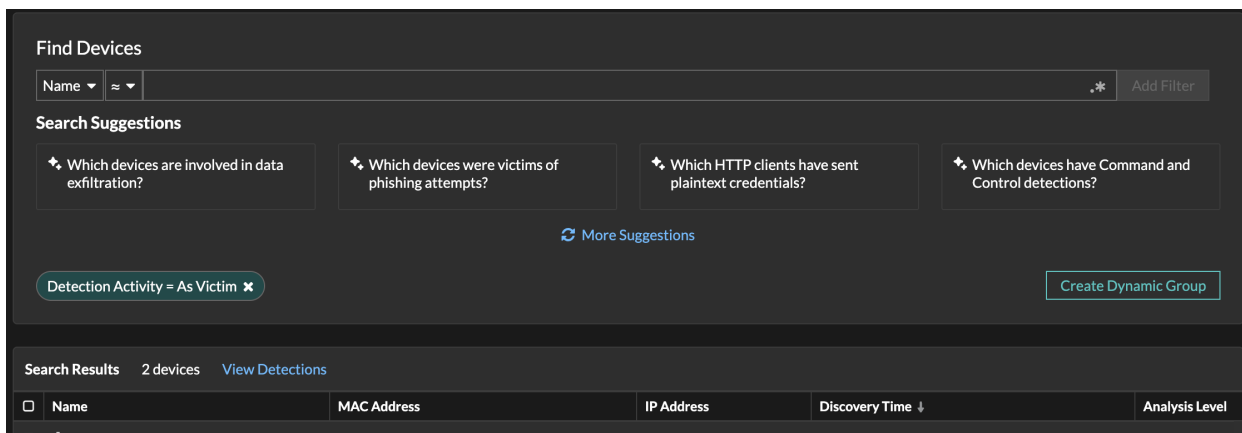 Find Devices
Name ≈ .* Add Filter
Search Suggestions
Which devices are involved in data
exfiltration?
Which devices were victims of
phishing attempts?
Which HTTP clients have sent
plaintext credentials?
Which devices have Command and
Control detections?
More Suggestions
Detection Activity = As Victim ✖ Create Dynamic Group
Search Results 2 devices View Detections
Name MAC Address IP Address Discovery Time ↓ Analysis Level